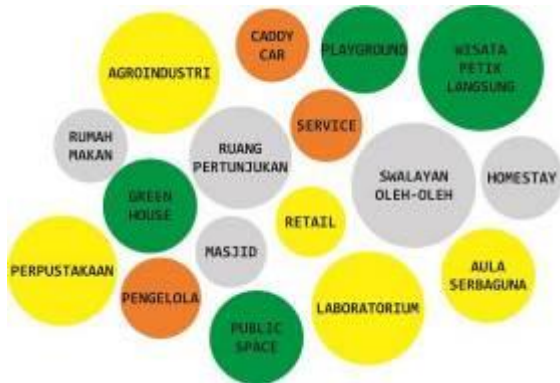 CADDY
CAR
PLAYGROUND
WISATA
PETIK
LANGSUNG
AGROINDUSTRI
SERVICE
RUMAH
MAKAN
RUANG
PERTUNJUKAN
SWALAYAN
OLEH-OLEH
HOMESTAY
GREEN
HOUSE
RETAIL
MASJID
PERPUSTAKAAN
AULA
SERBAGUNA
PENGELOLA
LABORATORIUM
PUBLIC
SPACE